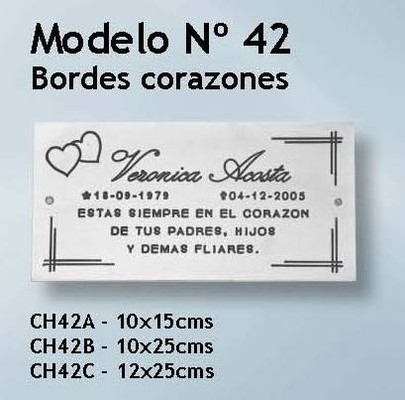 Modelo Nº 42
Bordes corazones
Veronica Acosta
★18-09-1979 ✞04-12-2005
ESTAS SIEMPRE EN EL CORAZON
DE TUS PADRES, HIJOS
Y DEMAS FLIARES.
CH42A - 10x15cms
CH42B - 10x25cms
CH42C - 12x25cms